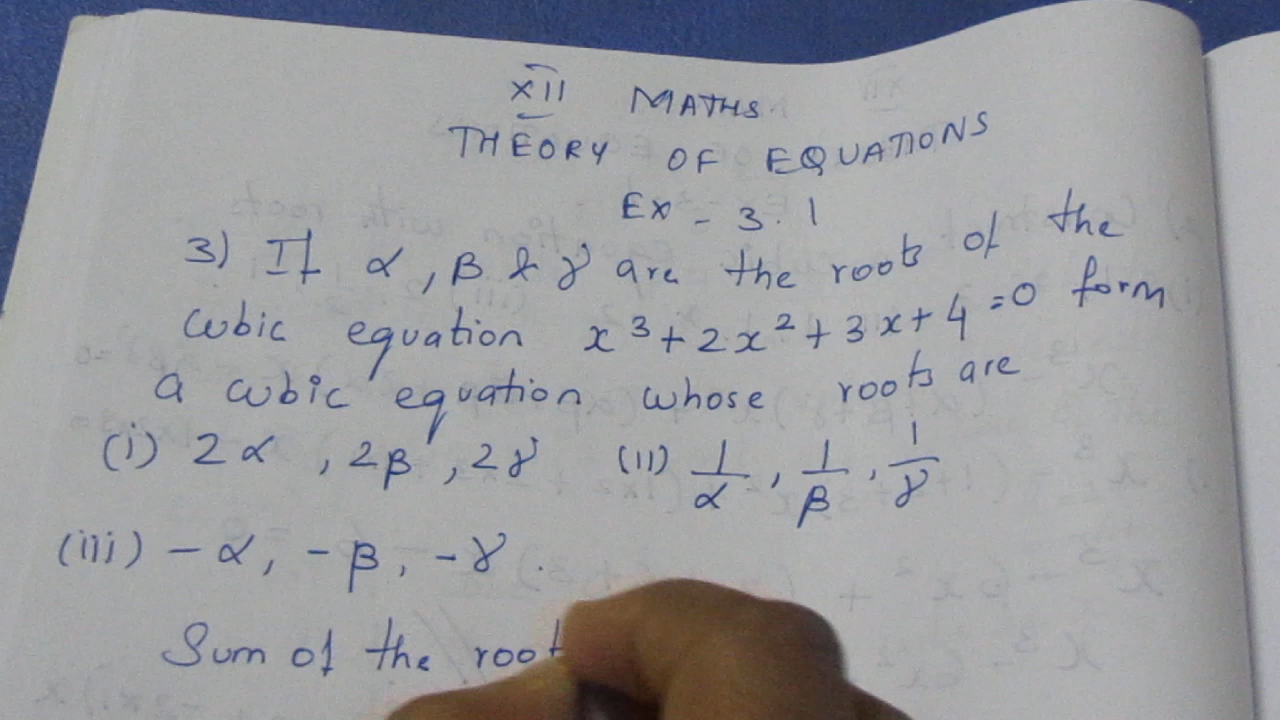 XII MATHS
THEORY OF EQUATIONS
Ex - 3.1
3) If α, β & γ are the roots of the
cubic equation x³ + 2x² + 3x + 4 = 0 form
a cubic equation whose roots are
(i) 2α, 2β, 2γ (ii) 1/α, 1/β, 1/γ
(iii) -α, -β, -γ.
Sum of the root